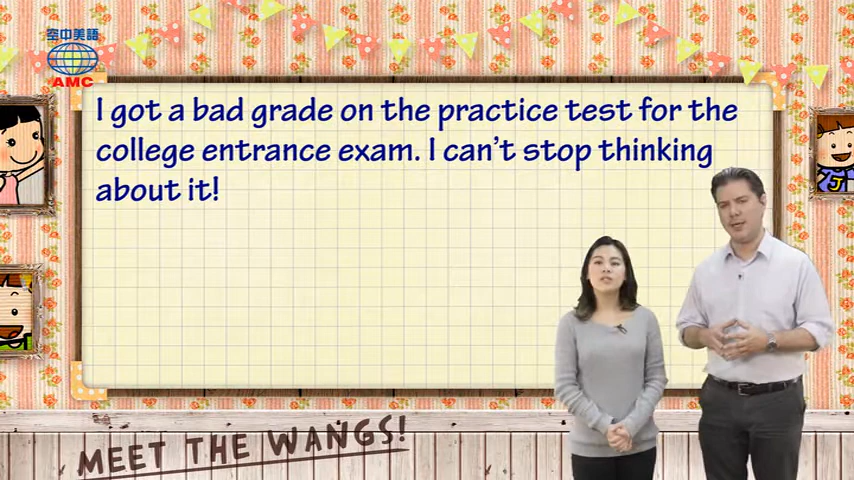 空中美語
AMC
I got a bad grade on the practice test for the
college entrance exam. I can't stop thinking
about it!
J
MEET THE WANGS!